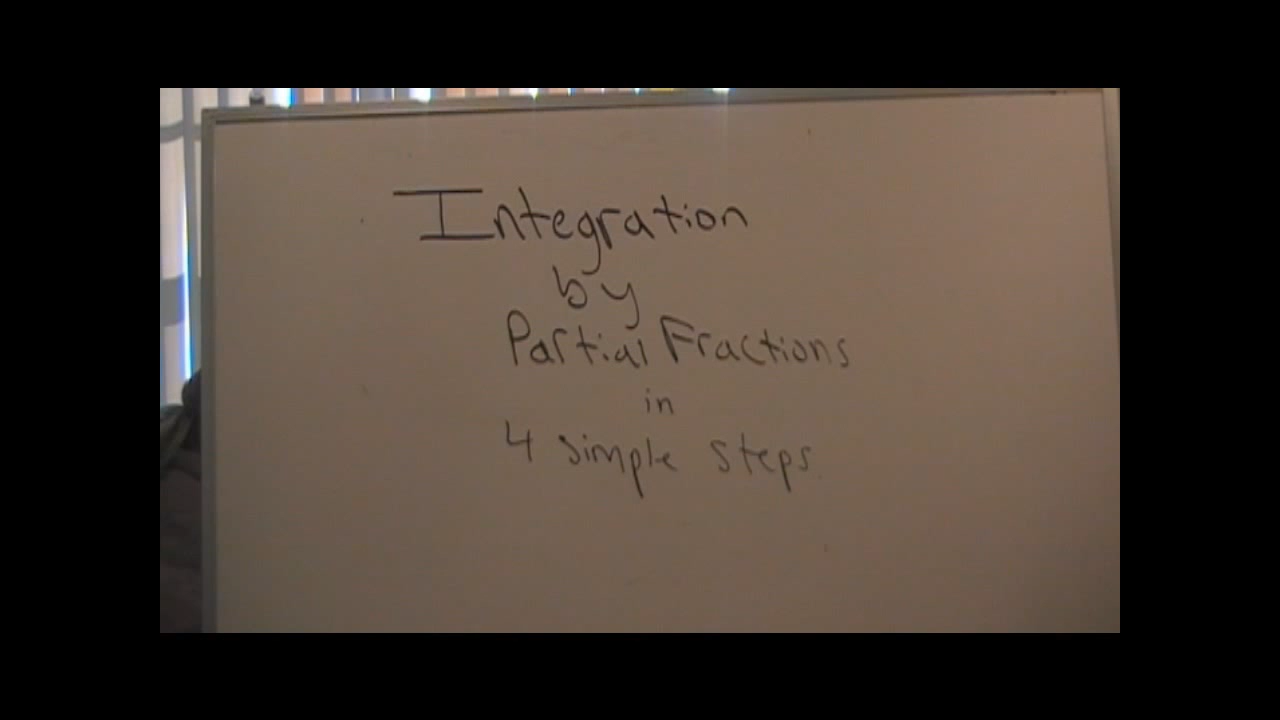 Integration
by
Partial Fractions
in
4 simple steps.